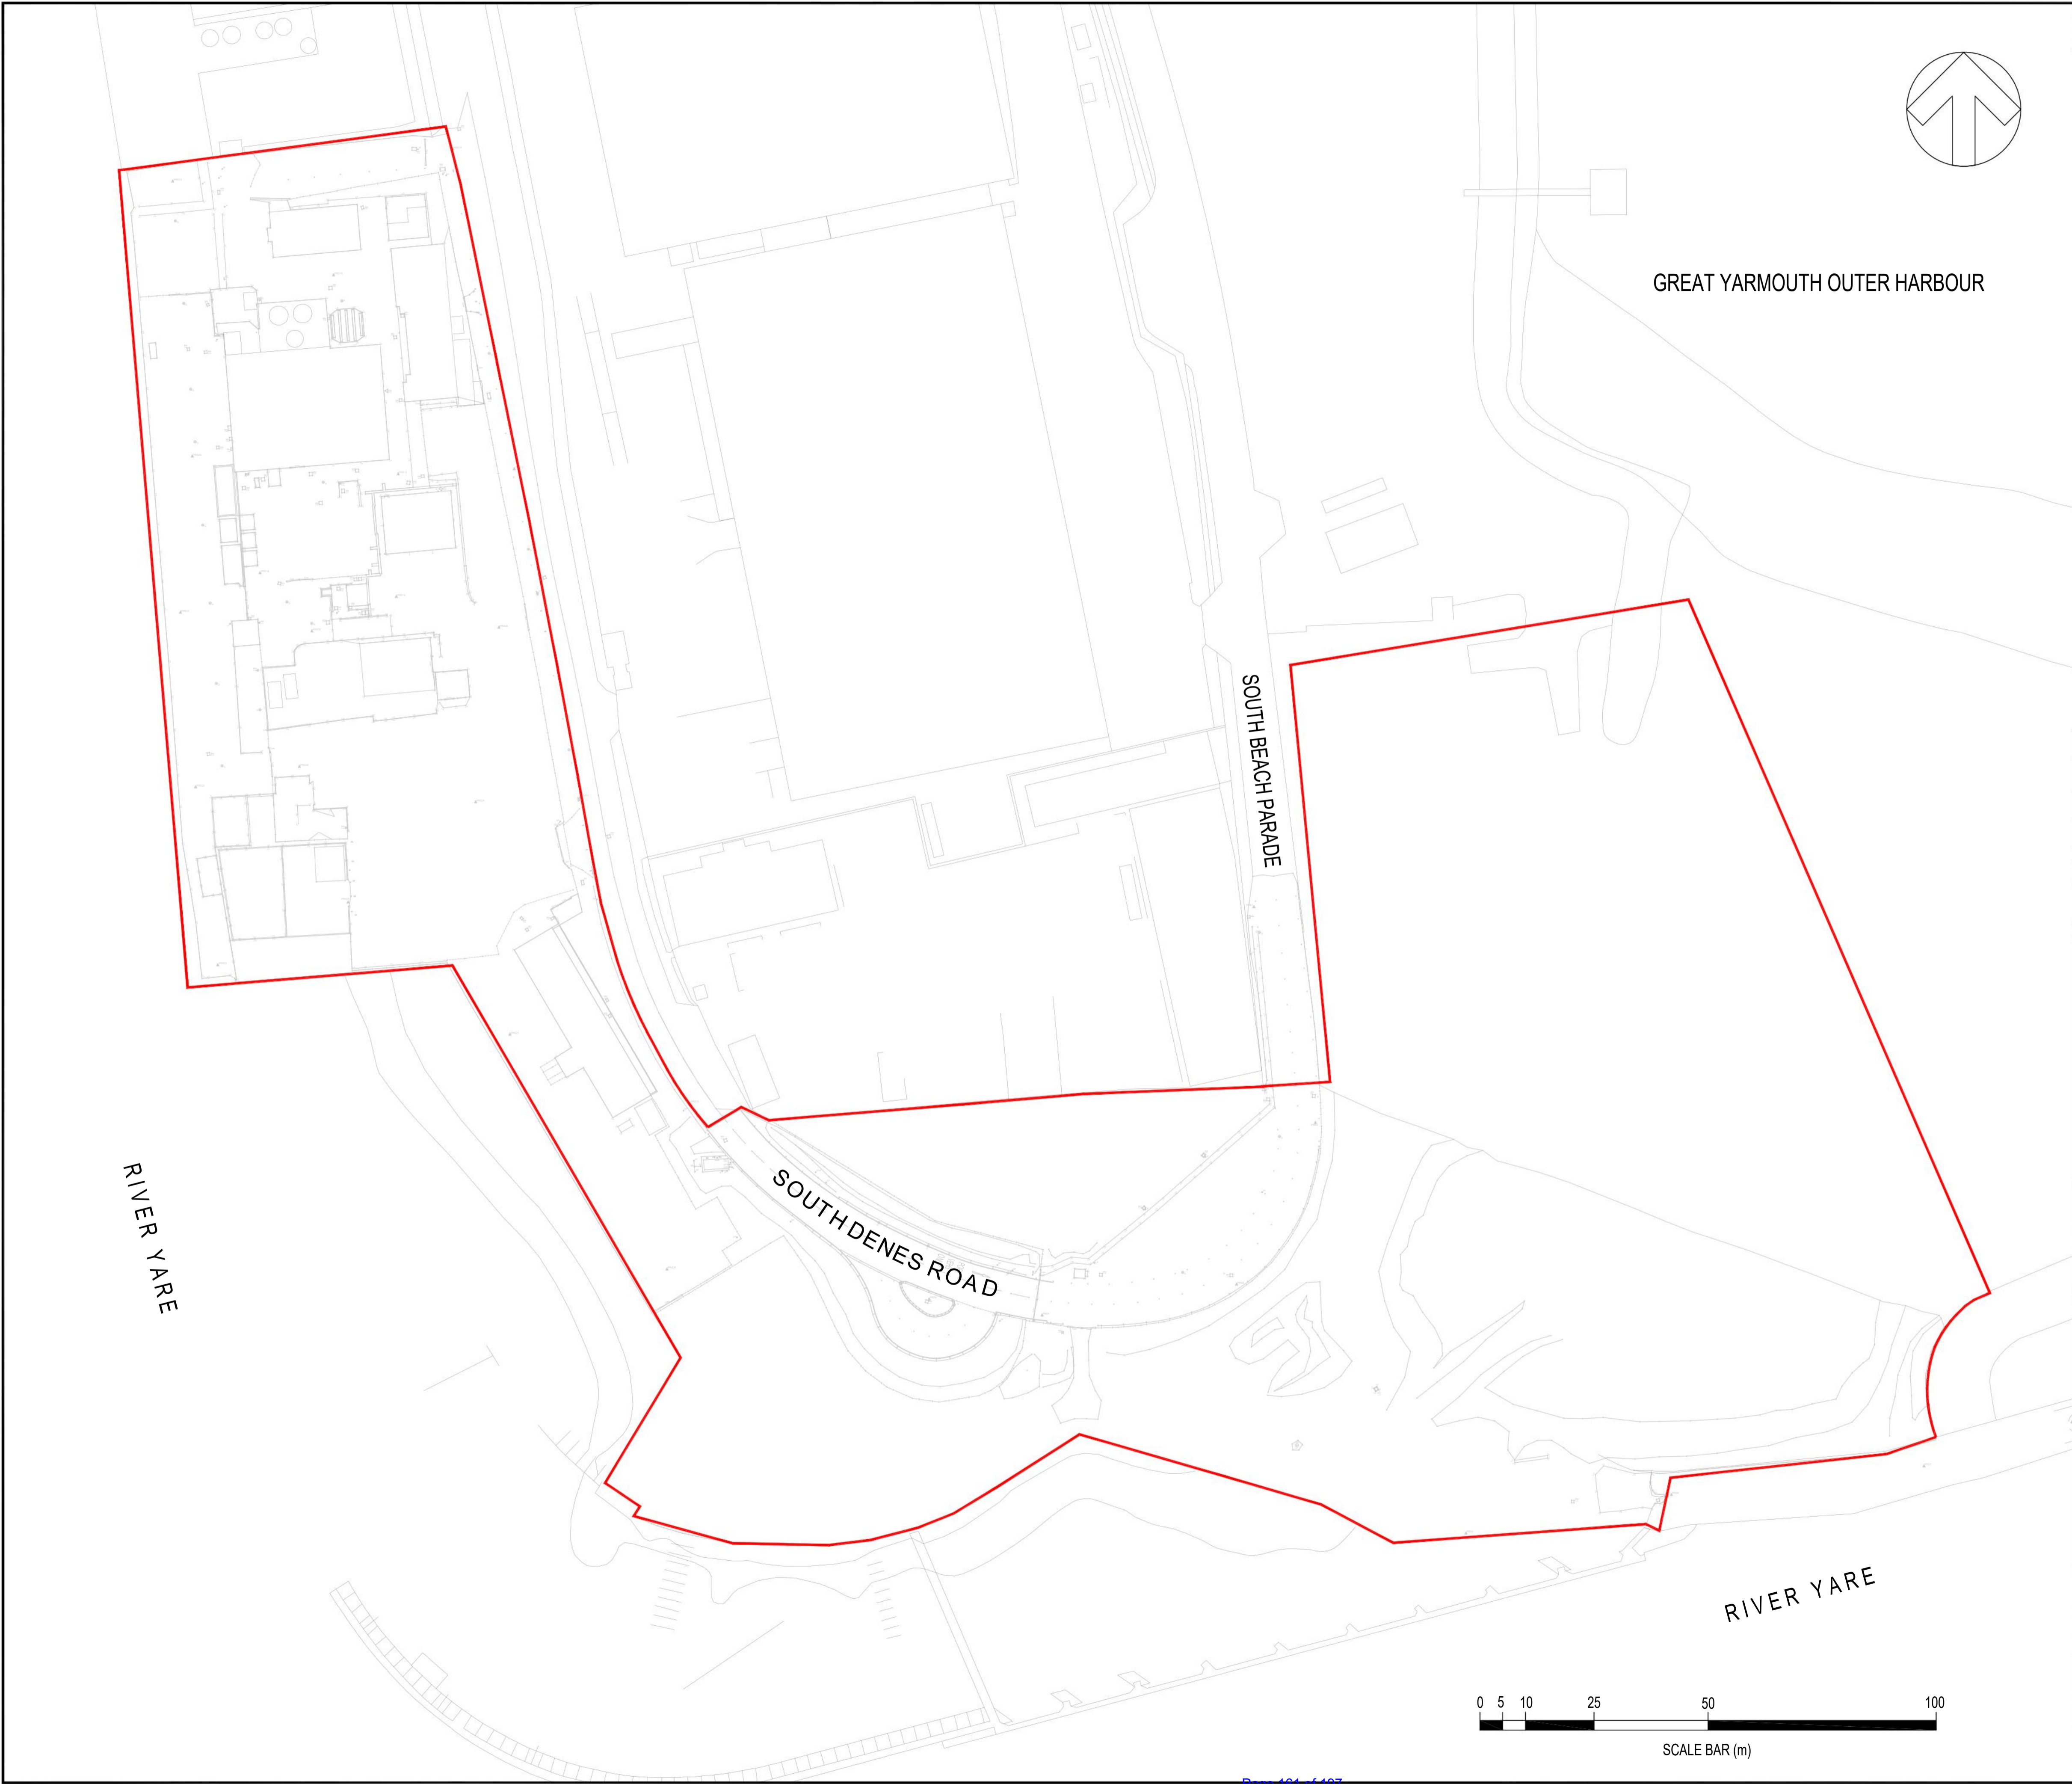 GREAT YARMOUTH OUTER HARBOUR
SOUTH BEACH PARADE
SOUTH DENES ROAD
RIVER YARE
RIVER YARE
0 5 10 25 50 100
SCALE BAR (m)